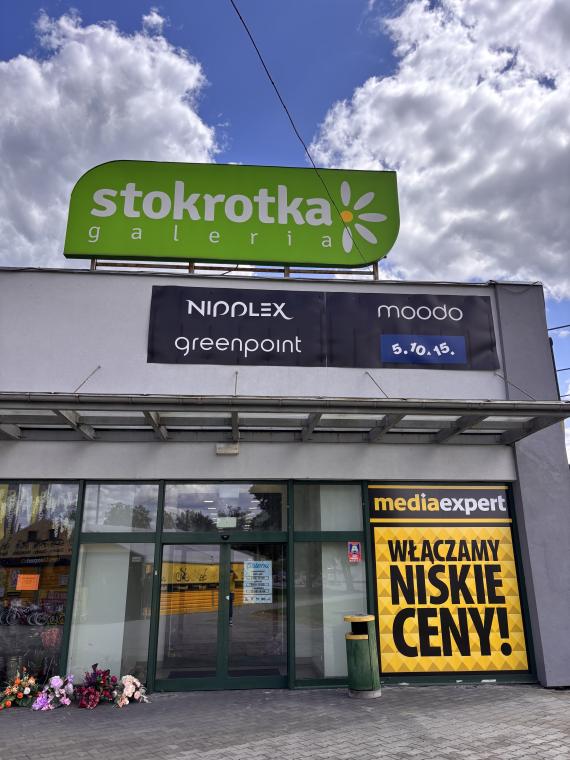 stokrotka
galeria
NIPPLEX
moodo
greenpoint
5.10.15.
mediaexpert
WŁĄCZAMY
NISKIE
CENY!